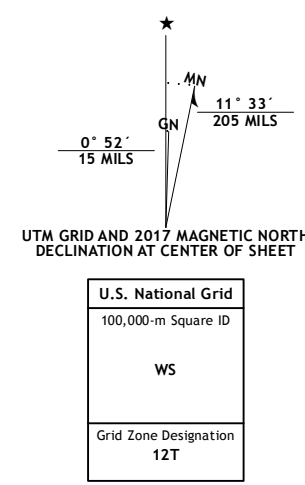 MN
GN
11° 33´
205 MILS
0° 52´
15 MILS
UTM GRID AND 2017 MAGNETIC NORTH
DECLINATION AT CENTER OF SHEET
U.S. National Grid
100,000-m Square ID
WS
Grid Zone Designation
12T